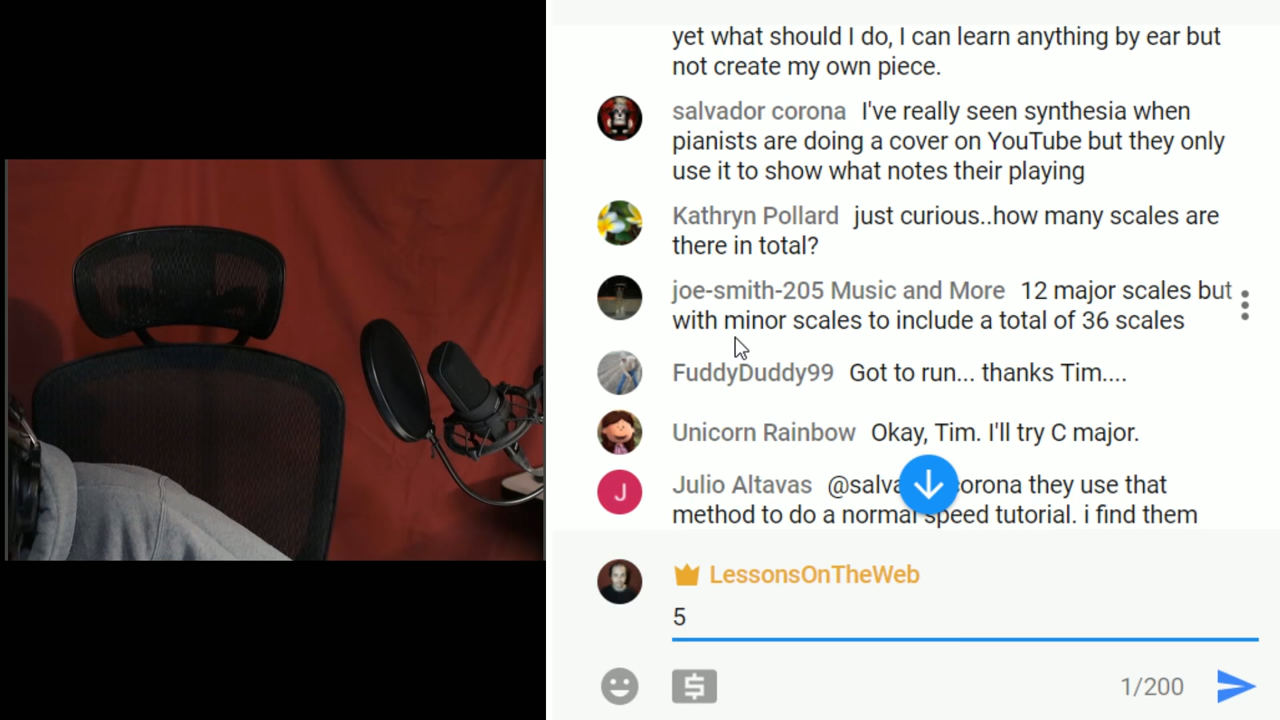 yet what should I do, I can learn anything by ear but
not create my own piece.
salvador corona I've really seen synthesia when
pianists are doing a cover on YouTube but they only
use it to show what notes their playing
Kathryn Pollard just curious..how many scales are
there in total?
joe-smith-205 Music and More 12 major scales but
with minor scales to include a total of 36 scales
FuddyDuddy99 Got to run... thanks Tim....
Unicorn Rainbow Okay, Tim. I'll try C major.
J Julio Altavas @salva orona they use that
method to do a normal speed tutorial. i find them
LessonsOnTheWeb
5
1/200